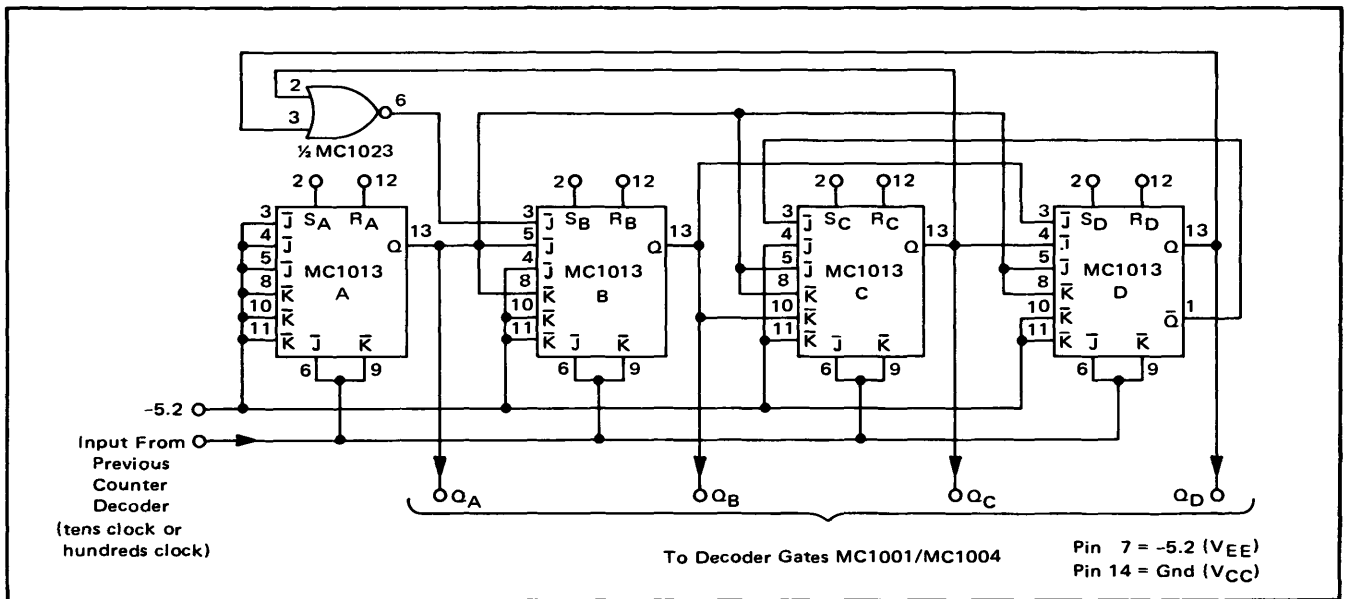 2
3
6
½ MC1023
2 12
S_A R_A
3 J̅
4 J̅
5 J̅
8 K̅
10 K̅
11 K̅
13
Q
MC1013
A
J̅ K̅
6 9
2 12
S_B R_B
3 J̅
5 J̅
4 J̅
8 K̅
10 K̅
11 K̅
13
Q
MC1013
B
J̅ K̅
6 9
2 12
S_C R_C
3 J̅
4 J̅
5 J̅
8 K̅
10 K̅
11 K̅
13
Q
MC1013
C
J̅ K̅
6 9
2 12
S_D R_D
3 J̅
4 J̅
5 J̅
8 K̅
10 K̅
11 K̅
13
Q
MC1013
D
Q̅ 1
J̅ K̅
6 9
-5.2
Input From
Previous
Counter
Decoder
(tens clock or
hundreds clock)
Q_A
Q_B
Q_C
Q_D
To Decoder Gates MC1001/MC1004
Pin 7 = -5.2 (V_EE)
Pin 14 = Gnd (V_CC)